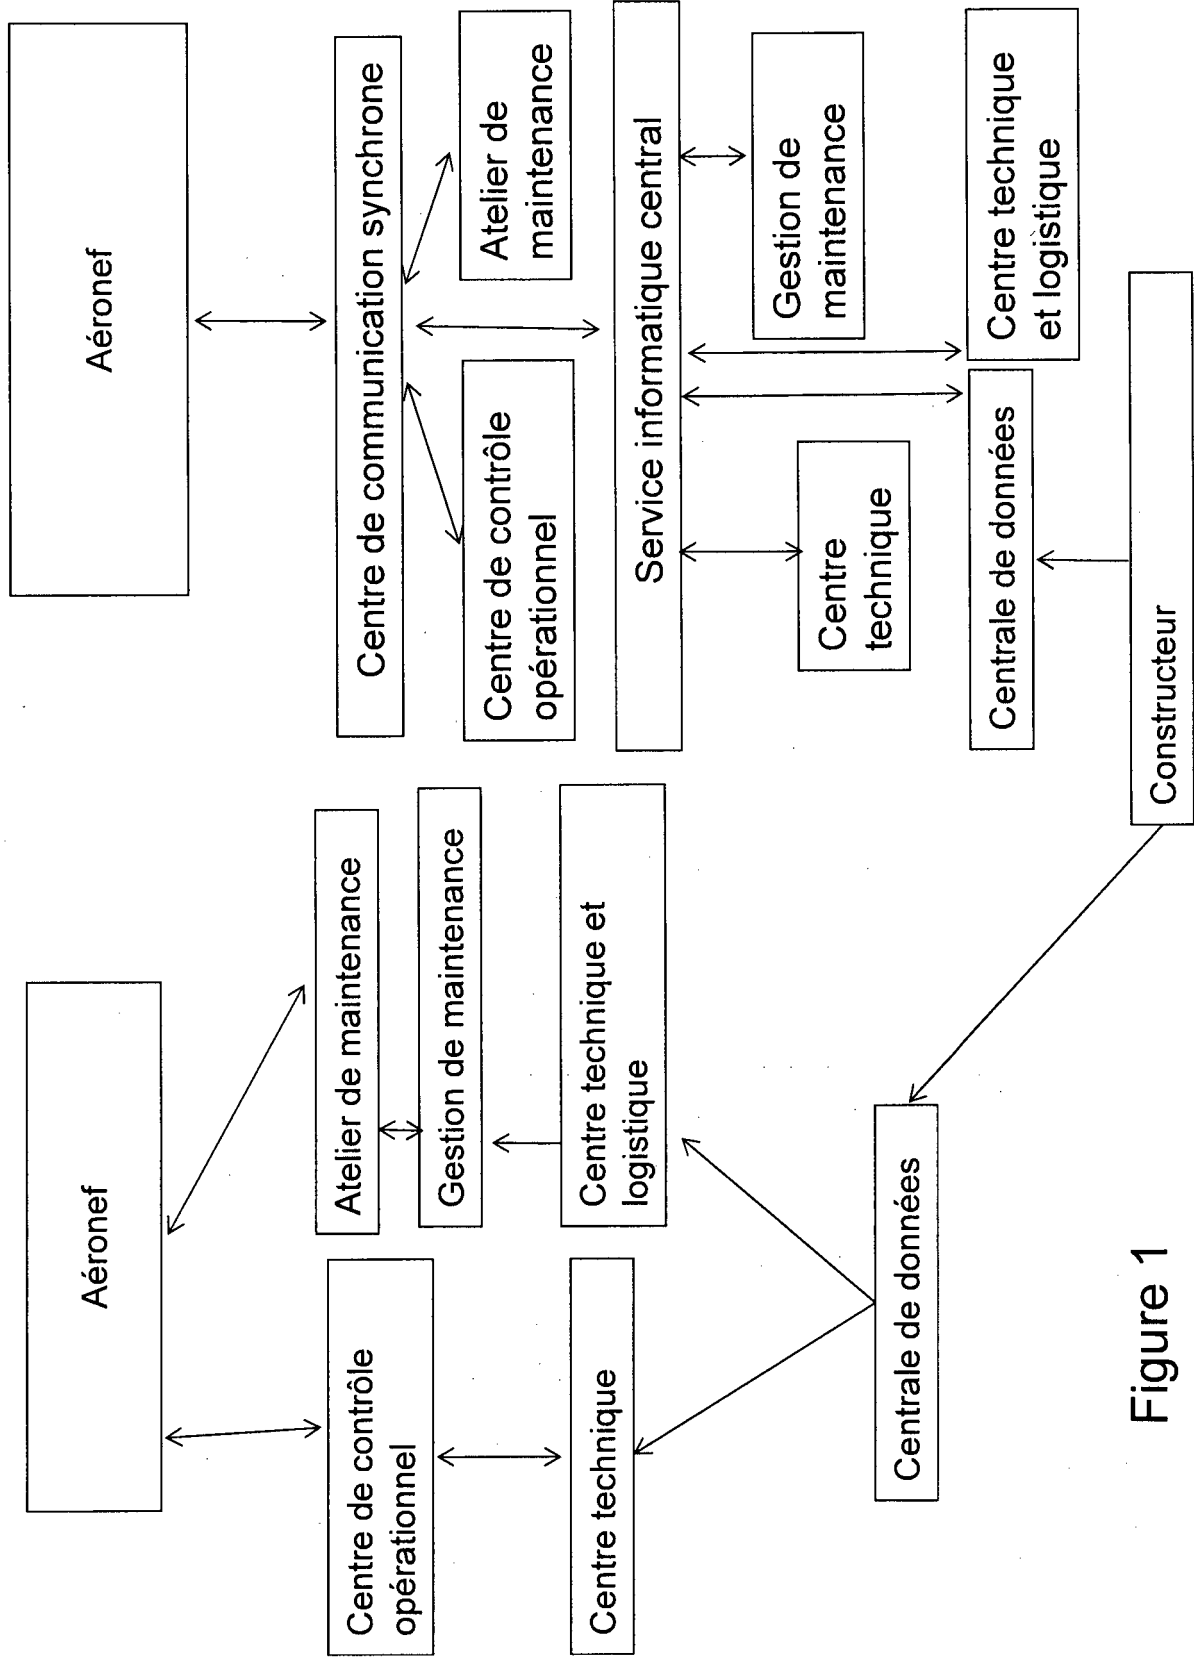 Aéronef
Centre de contrôle
opérationnel
Atelier de maintenance
Gestion de maintenance
Centre technique
Centre technique et
logistique
Centrale de données
Aéronef
Centre de communication synchrone
Centre de contrôle
opérationnel
Atelier de
maintenance
Service informatique central
Centre
technique
Gestion de
maintenance
Centrale de données
Centre technique
et logistique
Constructeur
Figure 1